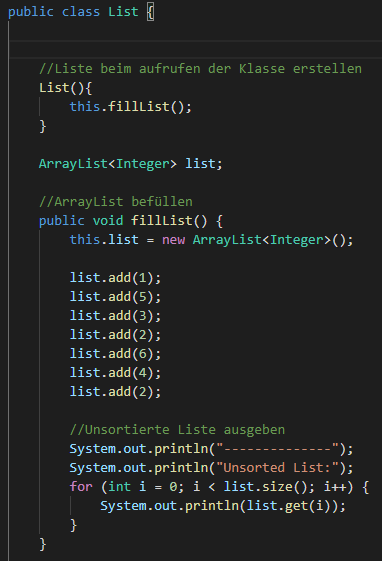 public class List {
//Liste beim aufrufen der Klasse erstellen
List(){
this.fillList();
}
ArrayList<Integer> list;
//ArrayList befüllen
public void fillList() {
this.list = new ArrayList<Integer>();
list.add(1);
list.add(5);
list.add(3);
list.add(2);
list.add(6);
list.add(4);
list.add(2);
//Unsortierte Liste ausgeben
System.out.println("--------------");
System.out.println("Unsorted List:");
for (int i = 0; i < list.size(); i++) {
System.out.println(list.get(i));
}
}